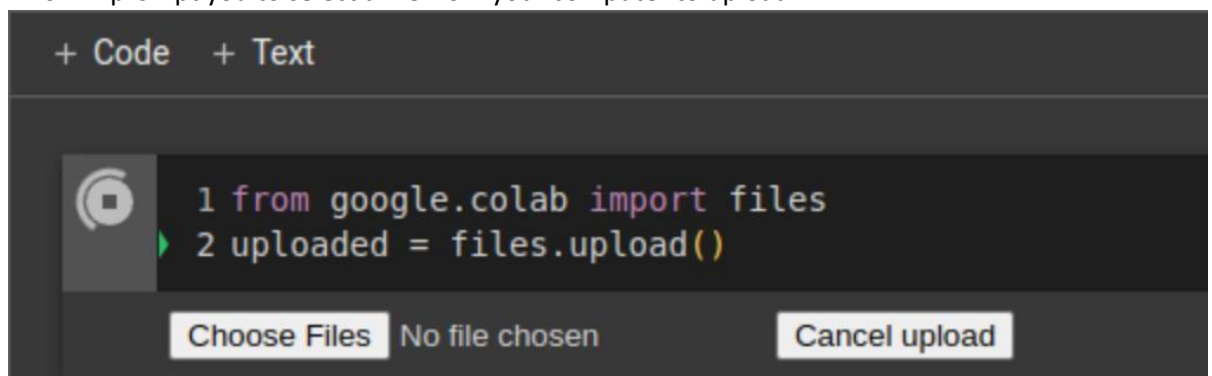 + Code + Text
1 from google.colab import files
2 uploaded = files.upload()
Choose Files No file chosen Cancel upload